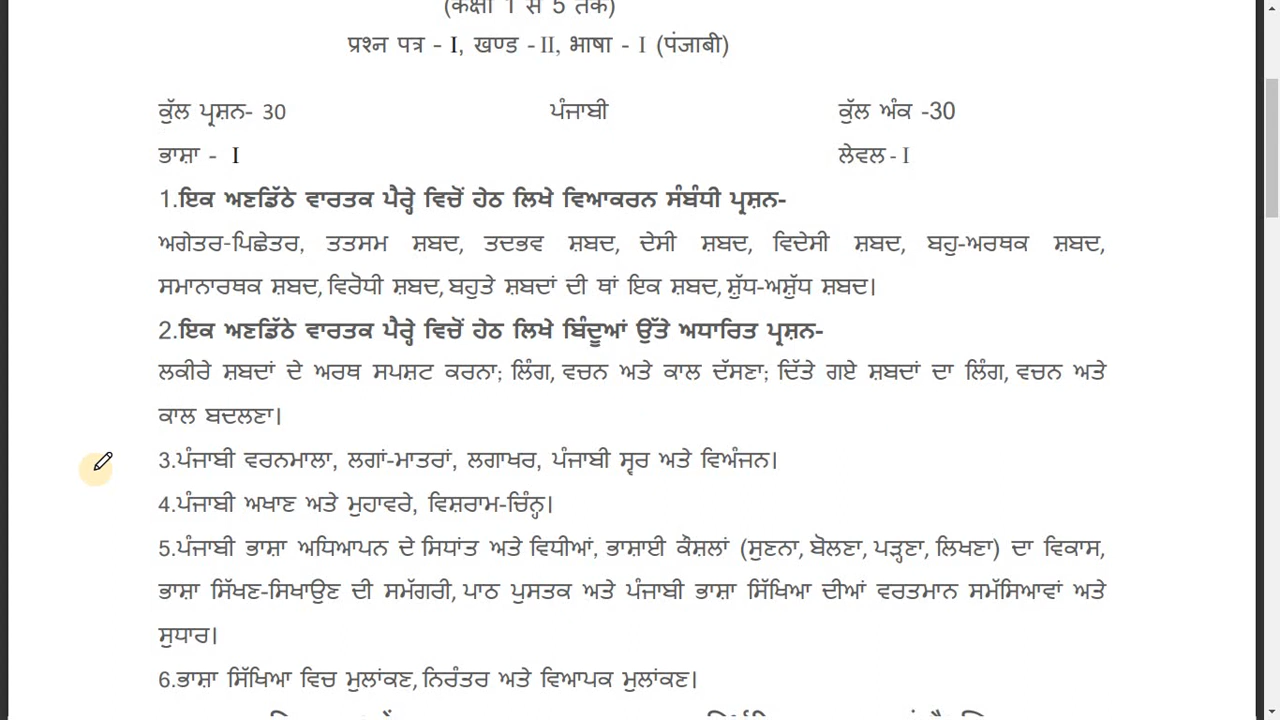 (कक्षा 1 से 5 तक)
प्रश्न पत्र - I, खण्ड - II, भाषा - I (पंजाबी)
ਕੁੱਲ ਪ੍ਰਸ਼ਨ- 30 ਪੰਜਾਬੀ ਕੁੱਲ ਅੰਕ -30
ਭਾਸ਼ਾ - I ਲੇਵਲ - I
1.ਇਕ ਅਣਡਿੱਠੇ ਵਾਰਤਕ ਪੈਰ੍ਹੇ ਵਿਚੋਂ ਹੇਠ ਲਿਖੇ ਵਿਆਕਰਨ ਸੰਬੰਧੀ ਪ੍ਰਸ਼ਨ-
ਅਗੇਤਰ-ਪਿਛੇਤਰ, ਤਤਸਮ ਸ਼ਬਦ, ਤਦਭਵ ਸ਼ਬਦ, ਦੇਸੀ ਸ਼ਬਦ, ਵਿਦੇਸੀ ਸ਼ਬਦ, ਬਹੁ-ਅਰਥਕ ਸ਼ਬਦ,
ਸਮਾਨਾਰਥਕ ਸ਼ਬਦ, ਵਿਰੋਧੀ ਸ਼ਬਦ, ਬਹੁਤੇ ਸ਼ਬਦਾਂ ਦੀ ਥਾਂ ਇਕ ਸ਼ਬਦ, ਸ਼ੁੱਧ-ਅਸ਼ੁੱਧ ਸ਼ਬਦ।
2.ਇਕ ਅਣਡਿੱਠੇ ਵਾਰਤਕ ਪੈਰ੍ਹੇ ਵਿਚੋਂ ਹੇਠ ਲਿਖੇ ਬਿੰਦੂਆਂ ਉੱਤੇ ਅਧਾਰਿਤ ਪ੍ਰਸ਼ਨ-
ਲਕੀਰੇ ਸ਼ਬਦਾਂ ਦੇ ਅਰਥ ਸਪਸ਼ਟ ਕਰਨਾ; ਲਿੰਗ, ਵਚਨ ਅਤੇ ਕਾਲ ਦੱਸਣਾ; ਦਿੱਤੇ ਗਏ ਸ਼ਬਦਾਂ ਦਾ ਲਿੰਗ, ਵਚਨ ਅਤੇ
ਕਾਲ ਬਦਲਣਾ।
3.ਪੰਜਾਬੀ ਵਰਨਮਾਲਾ, ਲਗਾਂ-ਮਾਤਰਾਂ, ਲਗਾਖਰ, ਪੰਜਾਬੀ ਸ੍ਵਰ ਅਤੇ ਵਿਅੰਜਨ।
4.ਪੰਜਾਬੀ ਅਖਾਣ ਅਤੇ ਮੁਹਾਵਰੇ, ਵਿਸ਼ਰਾਮ-ਚਿੰਨ੍ਹ।
5.ਪੰਜਾਬੀ ਭਾਸ਼ਾ ਅਧਿਆਪਨ ਦੇ ਸਿਧਾਂਤ ਅਤੇ ਵਿਧੀਆਂ, ਭਾਸ਼ਾਈ ਕੌਸ਼ਲਾਂ (ਸੁਣਨਾ, ਬੋਲਣਾ, ਪੜ੍ਹਣਾ, ਲਿਖਣਾ) ਦਾ ਵਿਕਾਸ,
ਭਾਸ਼ਾ ਸਿੱਖਣ-ਸਿਖਾਉਣ ਦੀ ਸਮੱਗਰੀ, ਪਾਠ ਪੁਸਤਕ ਅਤੇ ਪੰਜਾਬੀ ਭਾਸ਼ਾ ਸਿੱਖਿਆ ਦੀਆਂ ਵਰਤਮਾਨ ਸਮੱਸਿਆਵਾਂ ਅਤੇ
ਸੁਧਾਰ।
6.ਭਾਸ਼ਾ ਸਿੱਖਿਆ ਵਿਚ ਮੁਲਾਂਕਣ, ਨਿਰੰਤਰ ਅਤੇ ਵਿਆਪਕ ਮੁਲਾਂਕਣ।